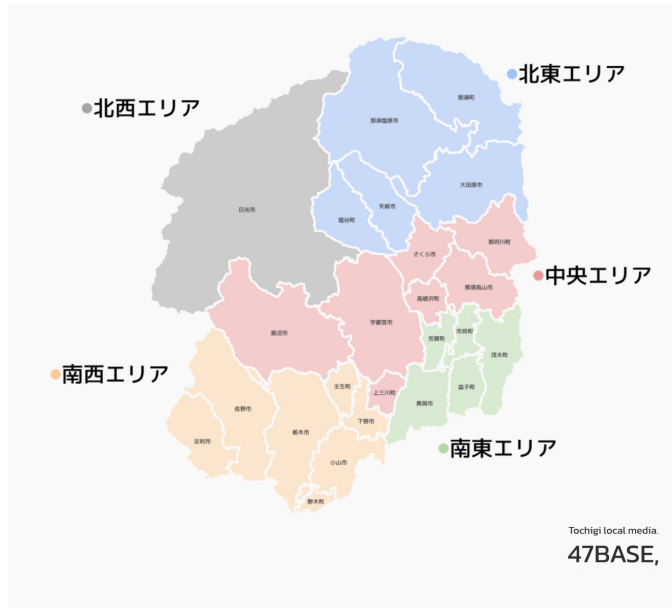 北東エリア
那須町
北西エリア
那須塩原市
大田原市
矢板市
日光市
塩谷町
那珂川町
さくら市
中央エリア
那須烏山市
高根沢町
宇都宮市
鹿沼市
市貝町
芳賀町
茂木町
南西エリア
壬生町
益子町
上三川町
真岡市
佐野市
下野市
栃木市
足利市
南東エリア
小山市
野木町
Tochigi local media.
47BASE,